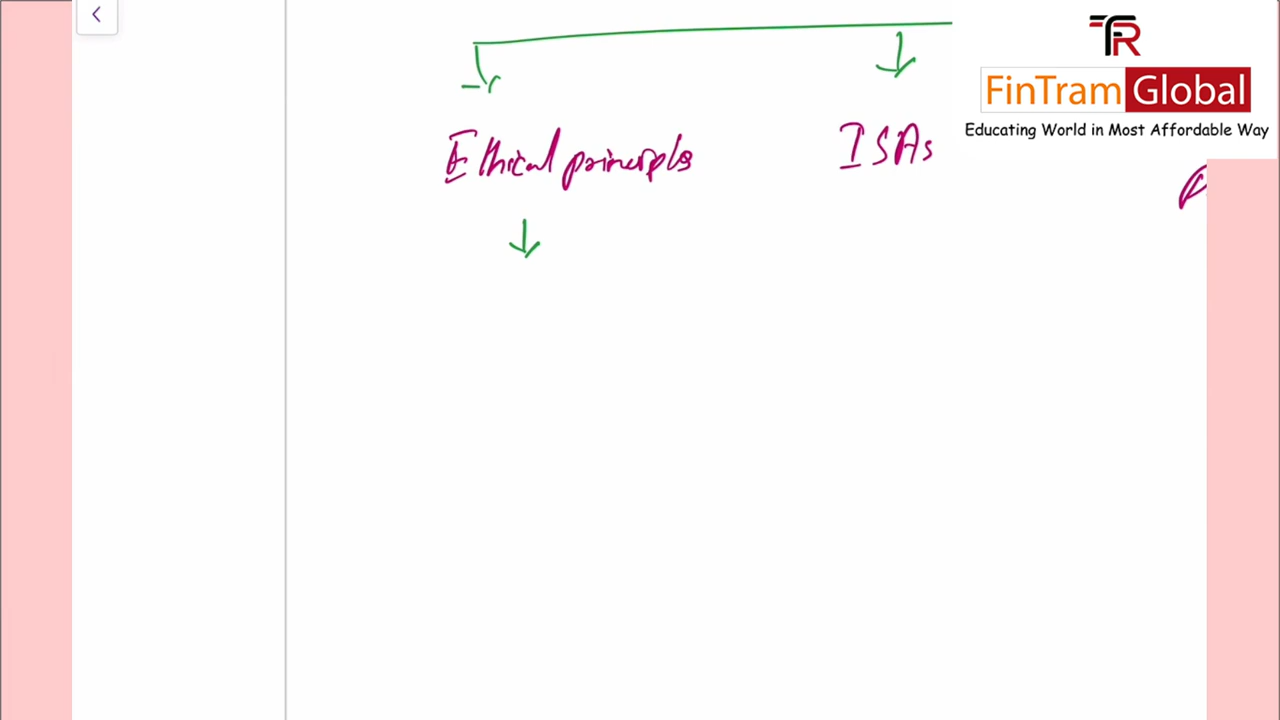 FinTram Global
Educating World in Most Affordable Way
Ethical principles
ISAs